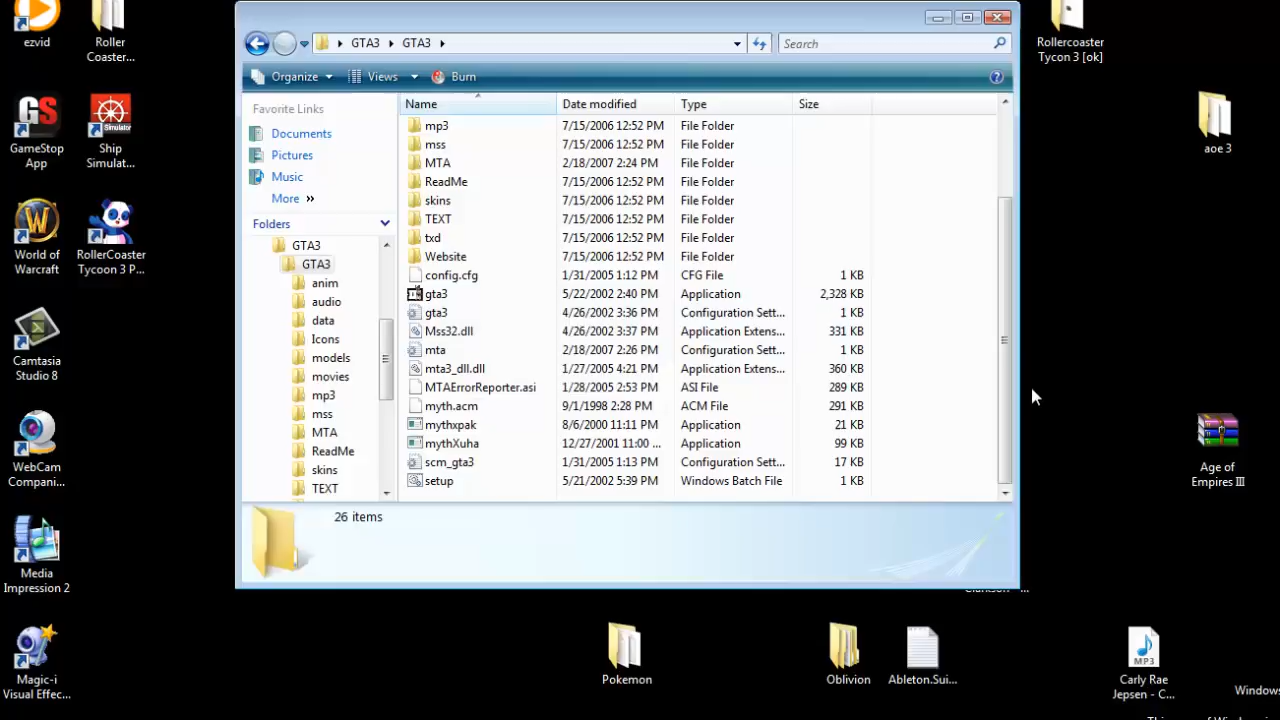 ezvid
Roller
Coaster...
GS
GameStop
App
Simulator
Ship
Simulat...
World of
Warcraft
RollerCoaster
Tycoon 3 P...
Camtasia
Studio 8
WebCam
Compani...
Media
Impression 2
Magic-i
Visual Effec...
GTA3
GTA3
Search
Organize
Views
Burn
Favorite Links
Documents
Pictures
Music
More »
Folders
GTA3
GTA3
anim
audio
data
Icons
models
movies
mp3
mss
MTA
ReadMe
skins
TEXT
Name Date modified Type Size
mp3 7/15/2006 12:52 PM File Folder
mss 7/15/2006 12:52 PM File Folder
MTA 2/18/2007 2:24 PM File Folder
ReadMe 7/15/2006 12:52 PM File Folder
skins 7/15/2006 12:52 PM File Folder
TEXT 7/15/2006 12:52 PM File Folder
txd 7/15/2006 12:52 PM File Folder
Website 7/15/2006 12:52 PM File Folder
config.cfg 1/31/2005 1:12 PM CFG File 1 KB
gta3 5/22/2002 2:40 PM Application 2,328 KB
gta3 4/26/2002 3:36 PM Configuration Sett... 1 KB
Mss32.dll 4/26/2002 3:37 PM Application Extens... 331 KB
mta 2/18/2007 2:26 PM Configuration Sett... 1 KB
mta3_dll.dll 1/27/2005 4:21 PM Application Extens... 360 KB
MTAErrorReporter.asi 1/28/2005 2:53 PM ASI File 289 KB
myth.acm 9/1/1998 2:28 PM ACM File 291 KB
mythxpak 8/6/2000 11:11 PM Application 21 KB
mythXuha 12/27/2001 11:00 ... Application 99 KB
scm_gta3 1/31/2005 1:13 PM Configuration Sett... 17 KB
setup 5/21/2002 5:39 PM Windows Batch File 1 KB
26 items
Rollercoaster
Tycon 3 [ok]
aoe 3
Age of
Empires III
Pokemon
Oblivion
Ableton.Sui...
MP3
Carly Rae
Jepsen - C...
Windows